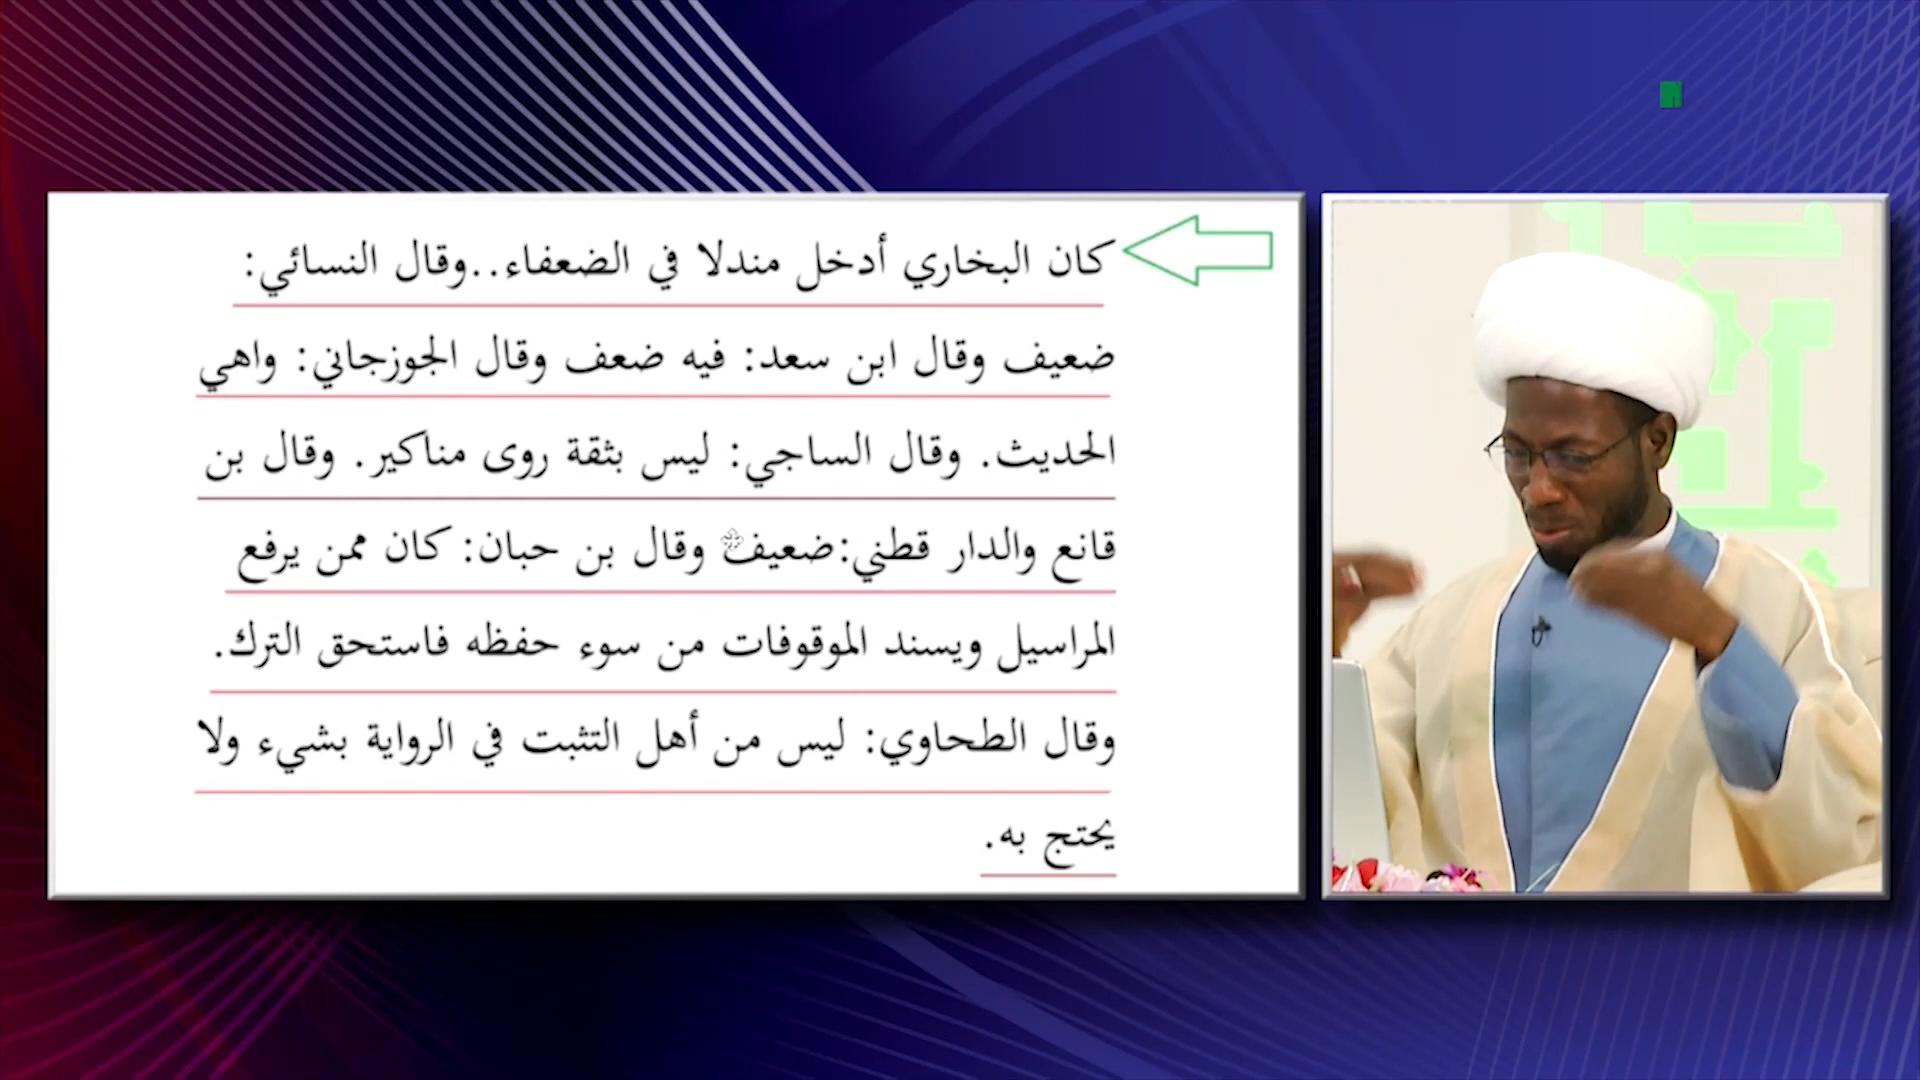 كان البخاري أدخل مندلا في الضعفاء..وقال النسائي:
ضعيف وقال ابن سعد: فيه ضعف وقال الجوزجاني: واهي
الحديث. وقال الساجي: ليس بثقة روى مناكير. وقال بن
قانع والدار قطني:ضعيف وقال بن حبان: كان ممن يرفع
المراسيل ويسند الموقوفات من سوء حفظه فاستحق الترك.
وقال الطحاوي: ليس من أهل التثبت في الرواية بشيء ولا
يحتج به.